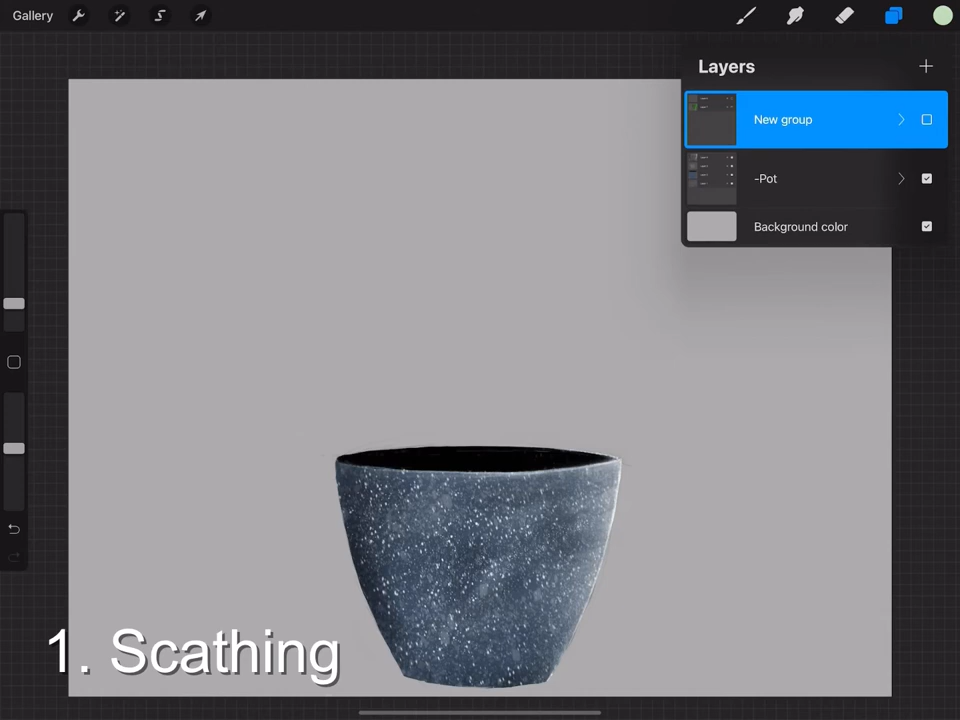 Gallery
Layers
New group
-Pot
Background color
1. Scathing